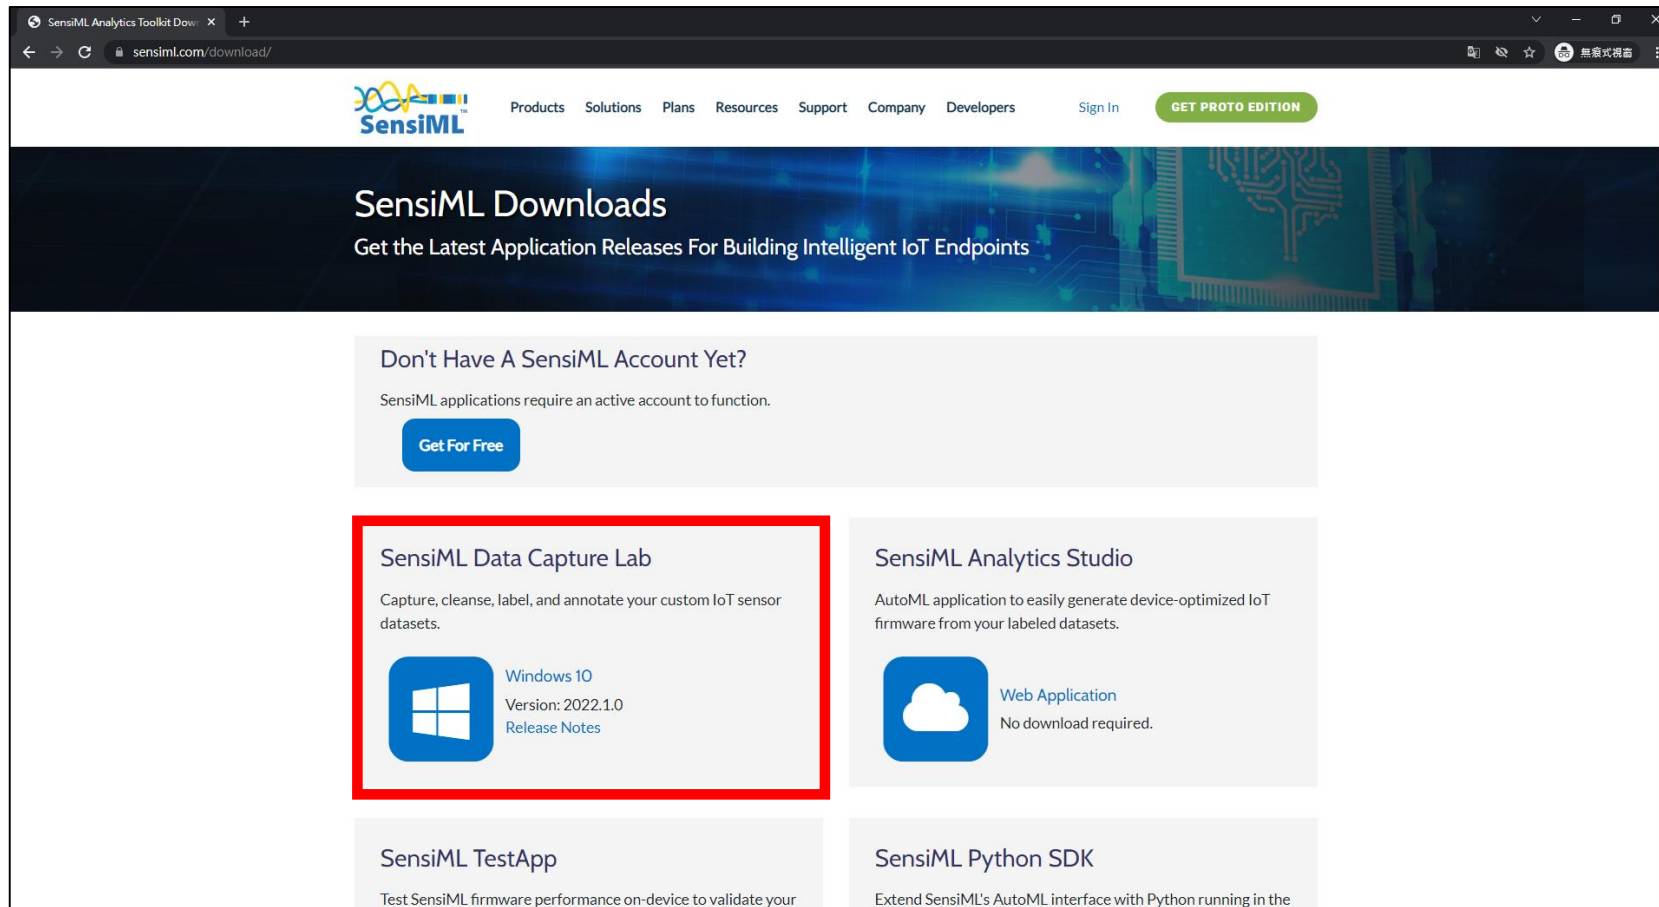 SensiML Analytics Toolkit Down
sensiml.com/download/
無痕式視窗
SensiML
TM
Products Solutions Plans Resources Support Company Developers Sign In GET PROTO EDITION
SensiML Downloads
Get the Latest Application Releases For Building Intelligent IoT Endpoints
Don't Have A SensiML Account Yet?
SensiML applications require an active account to function.
Get For Free
SensiML Data Capture Lab
Capture, cleanse, label, and annotate your custom IoT sensor
datasets.
Windows 10
Version: 2022.1.0
Release Notes
SensiML Analytics Studio
AutoML application to easily generate device-optimized IoT
firmware from your labeled datasets.
Web Application
No download required.
SensiML TestApp
Test SensiML firmware performance on-device to validate your
SensiML Python SDK
Extend SensiML's AutoML interface with Python running in the